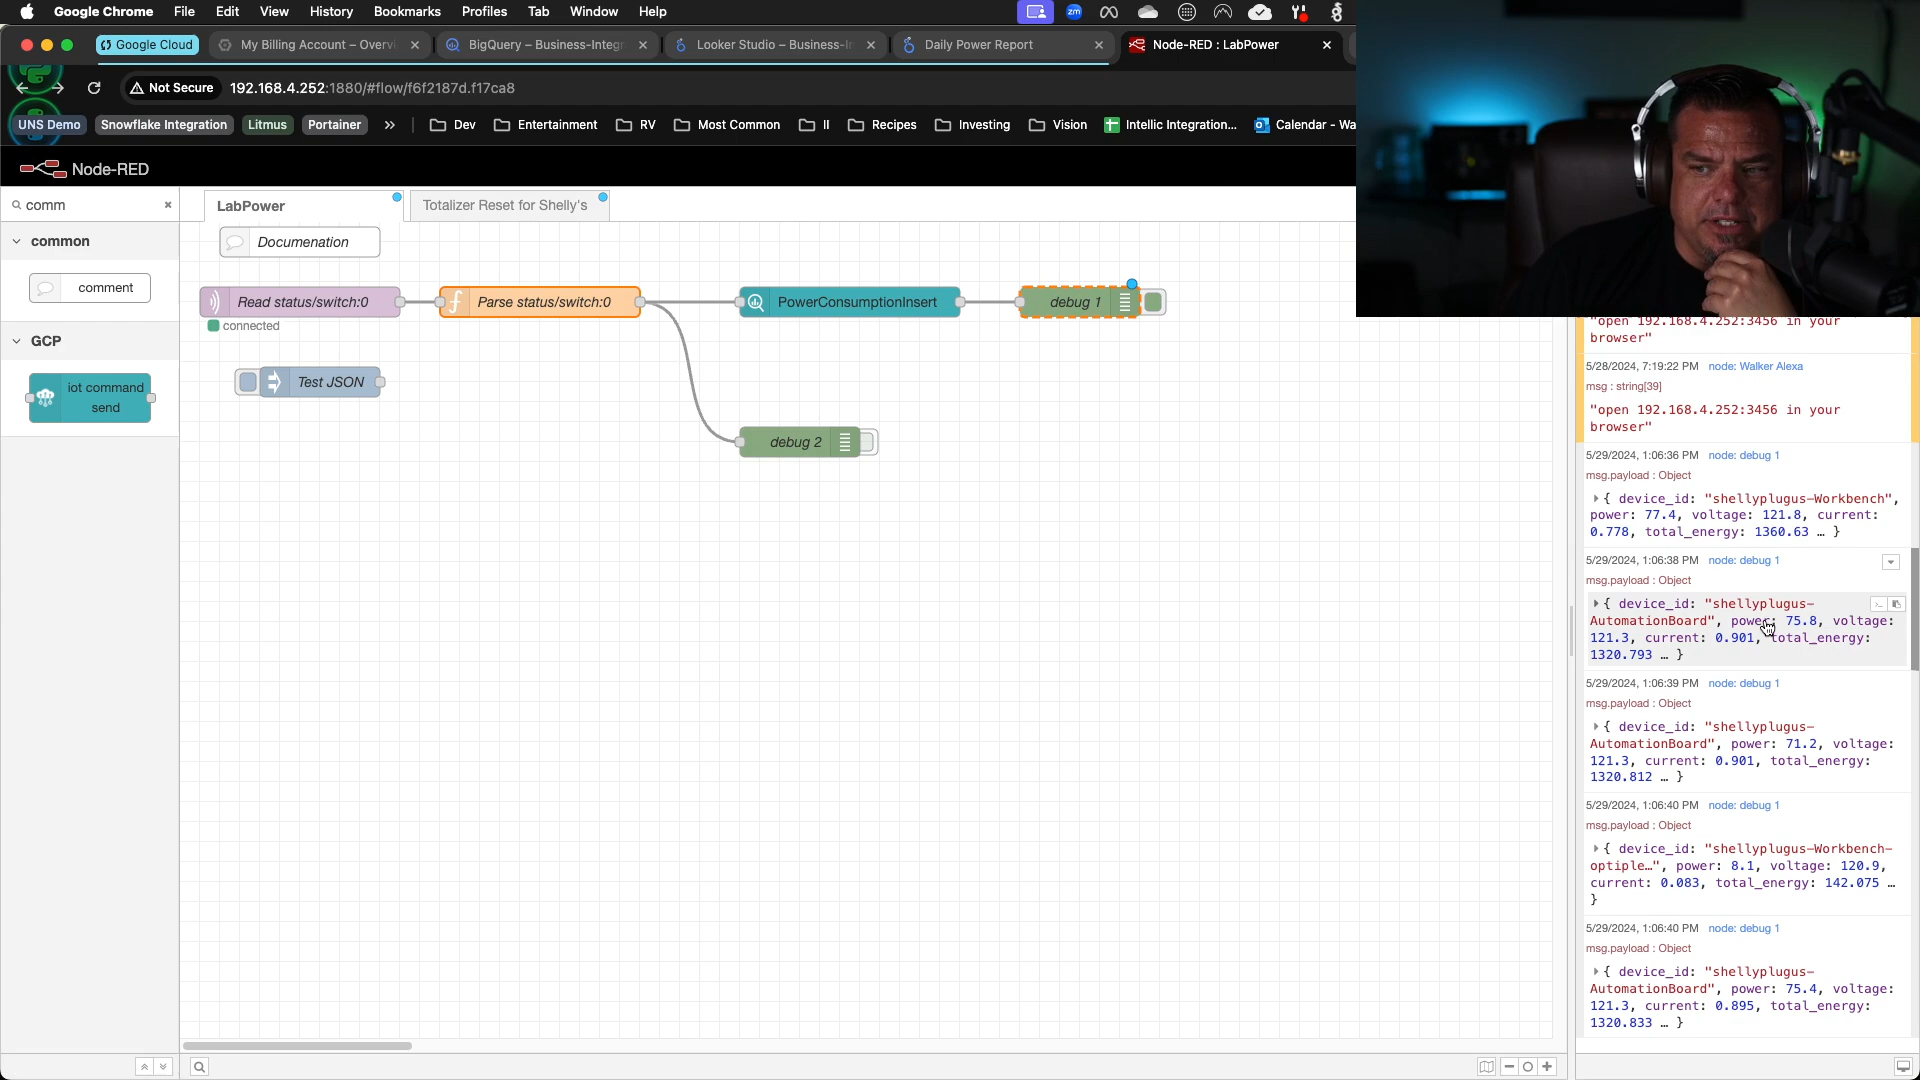 Google Chrome File Edit View History Bookmarks Profiles Tab Window Help
Google Cloud
My Billing Account – Overvi
BigQuery – Business-Integr
Looker Studio – Business-Ir
Daily Power Report
Node-RED : LabPower
Not Secure 192.168.4.252:1880/#flow/f6f2187d.f17ca8
UNS Demo Snowflake Integration Litmus Portainer » Dev Entertainment RV Most Common II Recipes Investing Vision Intellic Integration... Calendar - Wa
Node-RED
comm
LabPower
Totalizer Reset for Shelly's
common
comment
GCP
iot command
send
Documenation
Read status/switch:0
connected
Parse status/switch:0
PowerConsumptionInsert
debug 1
Test JSON
debug 2
"open 192.168.4.252:3456 in your
browser"
5/28/2024, 7:19:22 PM node: Walker Alexa
msg : string[39]
"open 192.168.4.252:3456 in your
browser"
5/29/2024, 1:06:36 PM node: debug 1
msg.payload : Object
{ device_id: "shellyplugus-Workbench",
power: 77.4, voltage: 121.8, current:
0.778, total_energy: 1360.63 … }
5/29/2024, 1:06:38 PM node: debug 1
msg.payload : Object
{ device_id: "shellyplugus-
AutomationBoard", power: 75.8, voltage:
121.3, current: 0.901, total_energy:
1320.793 … }
5/29/2024, 1:06:39 PM node: debug 1
msg.payload : Object
{ device_id: "shellyplugus-
AutomationBoard", power: 71.2, voltage:
121.3, current: 0.901, total_energy:
1320.812 … }
5/29/2024, 1:06:40 PM node: debug 1
msg.payload : Object
{ device_id: "shellyplugus-Workbench-
optiple…", power: 8.1, voltage: 120.9,
current: 0.083, total_energy: 142.075 …
}
5/29/2024, 1:06:40 PM node: debug 1
msg.payload : Object
{ device_id: "shellyplugus-
AutomationBoard", power: 75.4, voltage:
121.3, current: 0.895, total_energy:
1320.833 … }